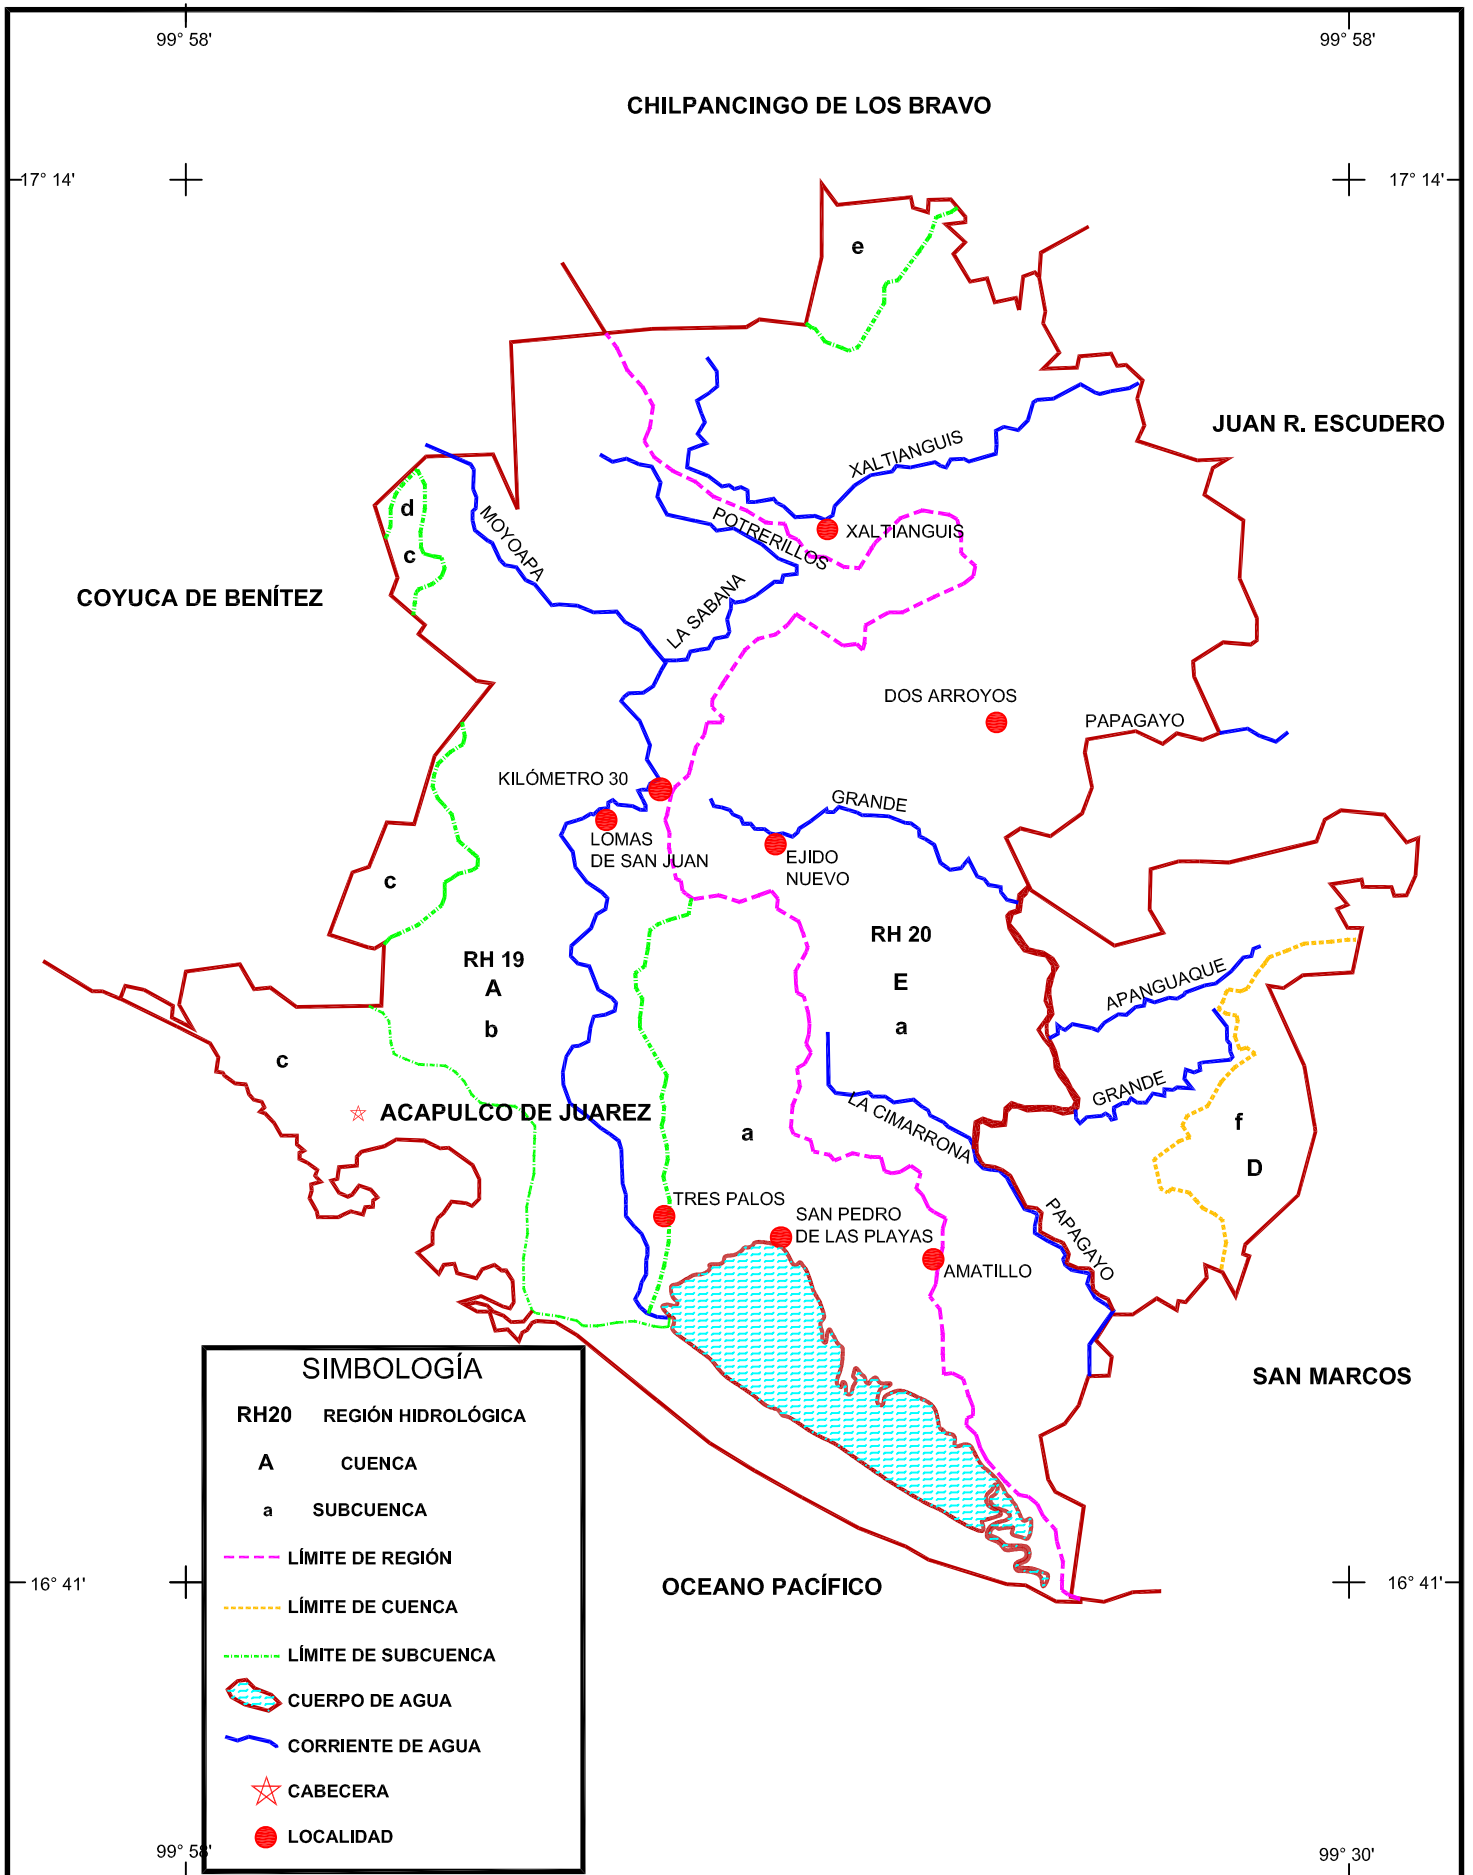 99° 58'
99° 58'
CHILPANCINGO DE LOS BRAVO
17° 14'
17° 14'
e
JUAN R. ESCUDERO
XALTIANGUIS
d
MOYOAPA
POTRERILLOS
XALTIANGUIS
c
COYUCA DE BENÍTEZ
LA SABANA
DOS ARROYOS
PAPAGAYO
KILÓMETRO 30
GRANDE
LOMAS
DE SAN JUAN
EJIDO
NUEVO
c
RH 20
RH 19
E
A
APANGUAQUE
a
b
c
GRANDE
ACAPULCO DE JUAREZ
LA CIMARRONA
f
a
D
TRES PALOS
SAN PEDRO
DE LAS PLAYAS
PAPAGAYO
AMATILLO
SAN MARCOS
OCEANO PACÍFICO
SIMBOLOGÍA
RH20 REGIÓN HIDROLÓGICA
A CUENCA
a SUBCUENCA
LÍMITE DE REGIÓN
LÍMITE DE CUENCA
LÍMITE DE SUBCUENCA
CUERPO DE AGUA
CORRIENTE DE AGUA
CABECERA
LOCALIDAD
16° 41'
16° 41'
99° 58'
99° 30'